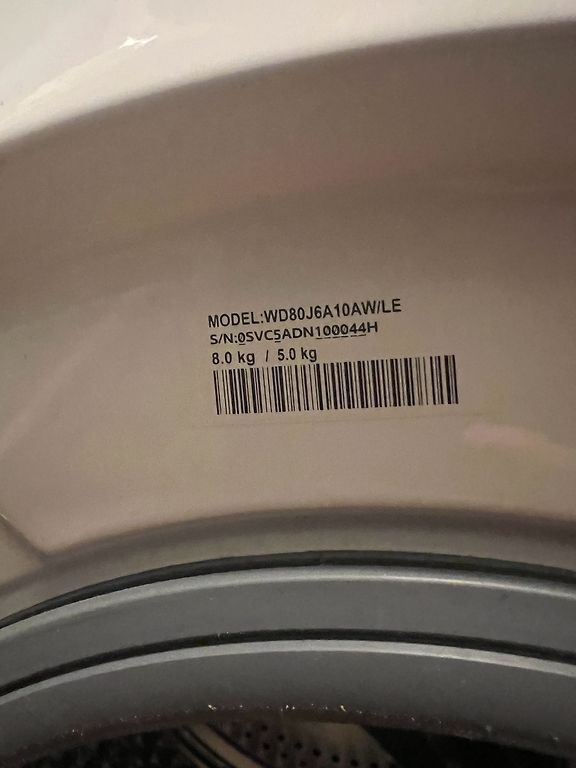 MODEL:WD80J6A10AW/LE
S/N:0SVC5ADN100044H
8.0 kg / 5.0 kg